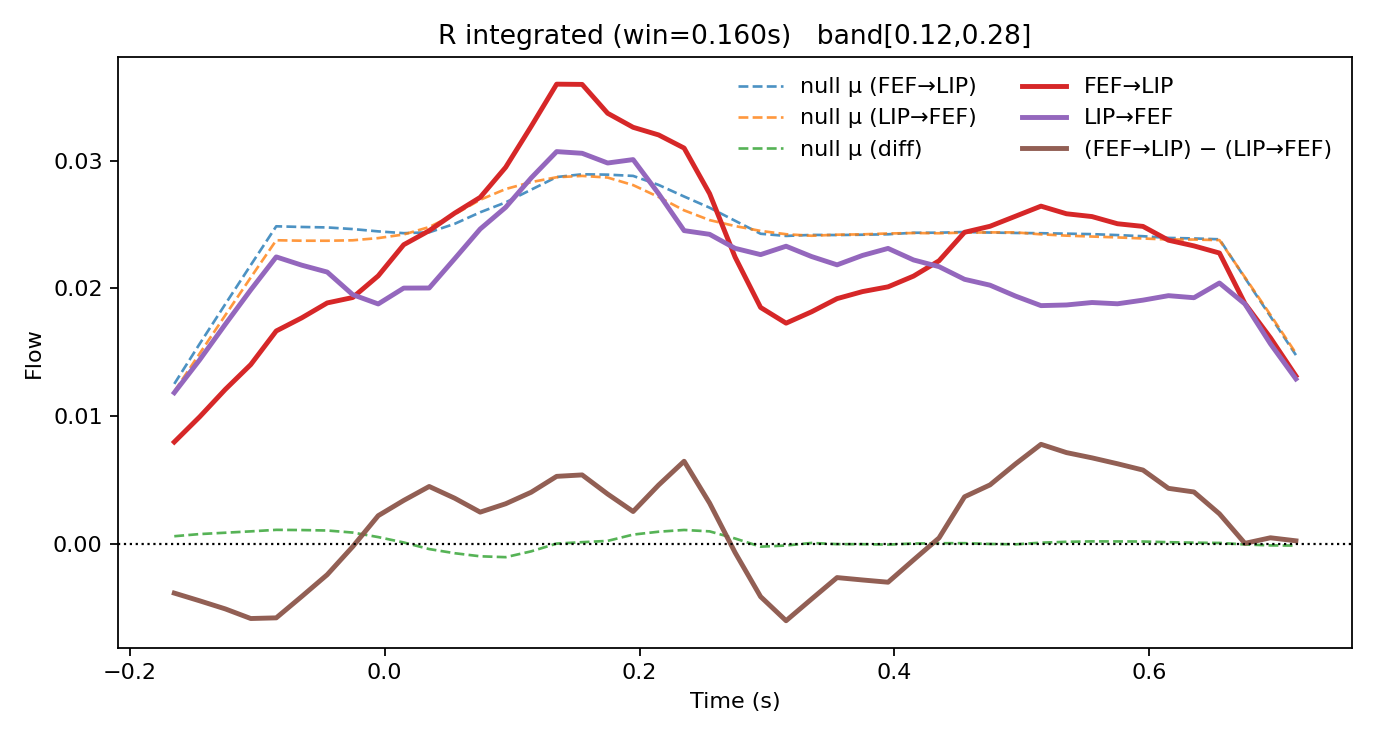 R integrated (win=0.160s)   band[0.12,0.28]
null μ (FEF→LIP)
null μ (LIP→FEF)
null μ (diff)
FEF→LIP
LIP→FEF
(FEF→LIP) − (LIP→FEF)
Flow
0.03
0.02
0.01
0.00
−0.2
0.0
0.2
0.4
0.6
Time (s)